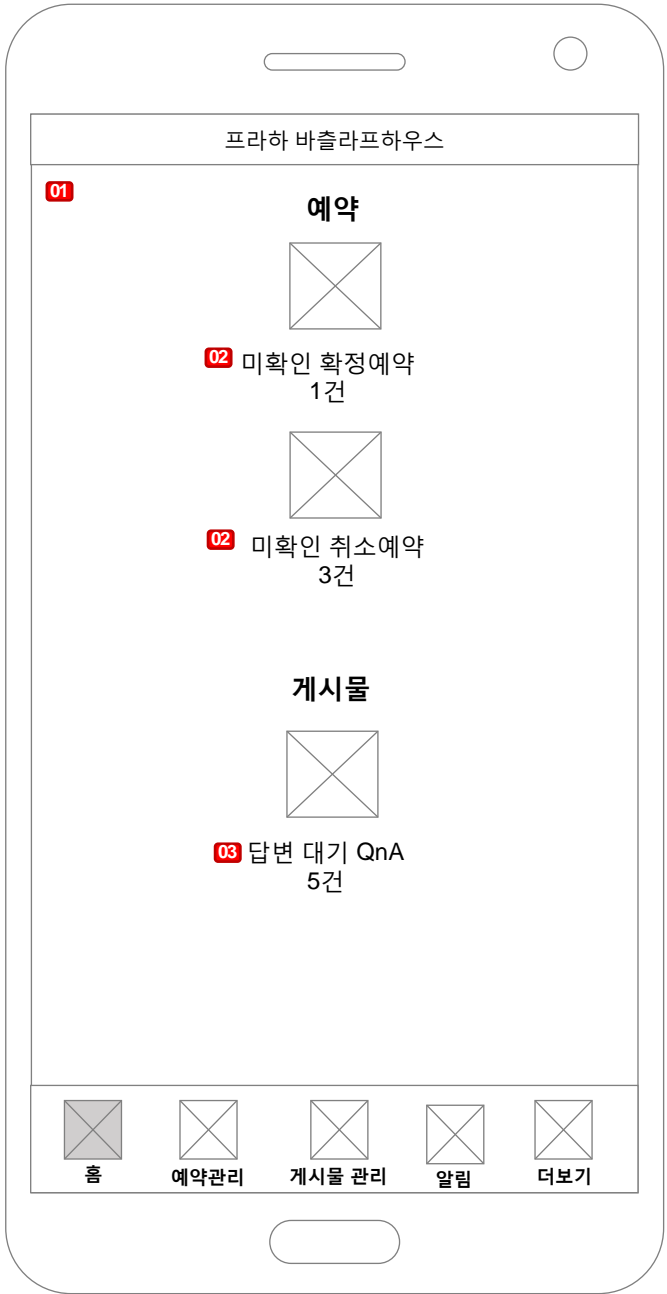 프라하 바츨라프하우스
01
예약
02 미확인 확정예약
1건
02 미확인 취소예약
3건
게시물
03 답변 대기 QnA
5건
홈 예약관리 게시물 관리 알림 더보기